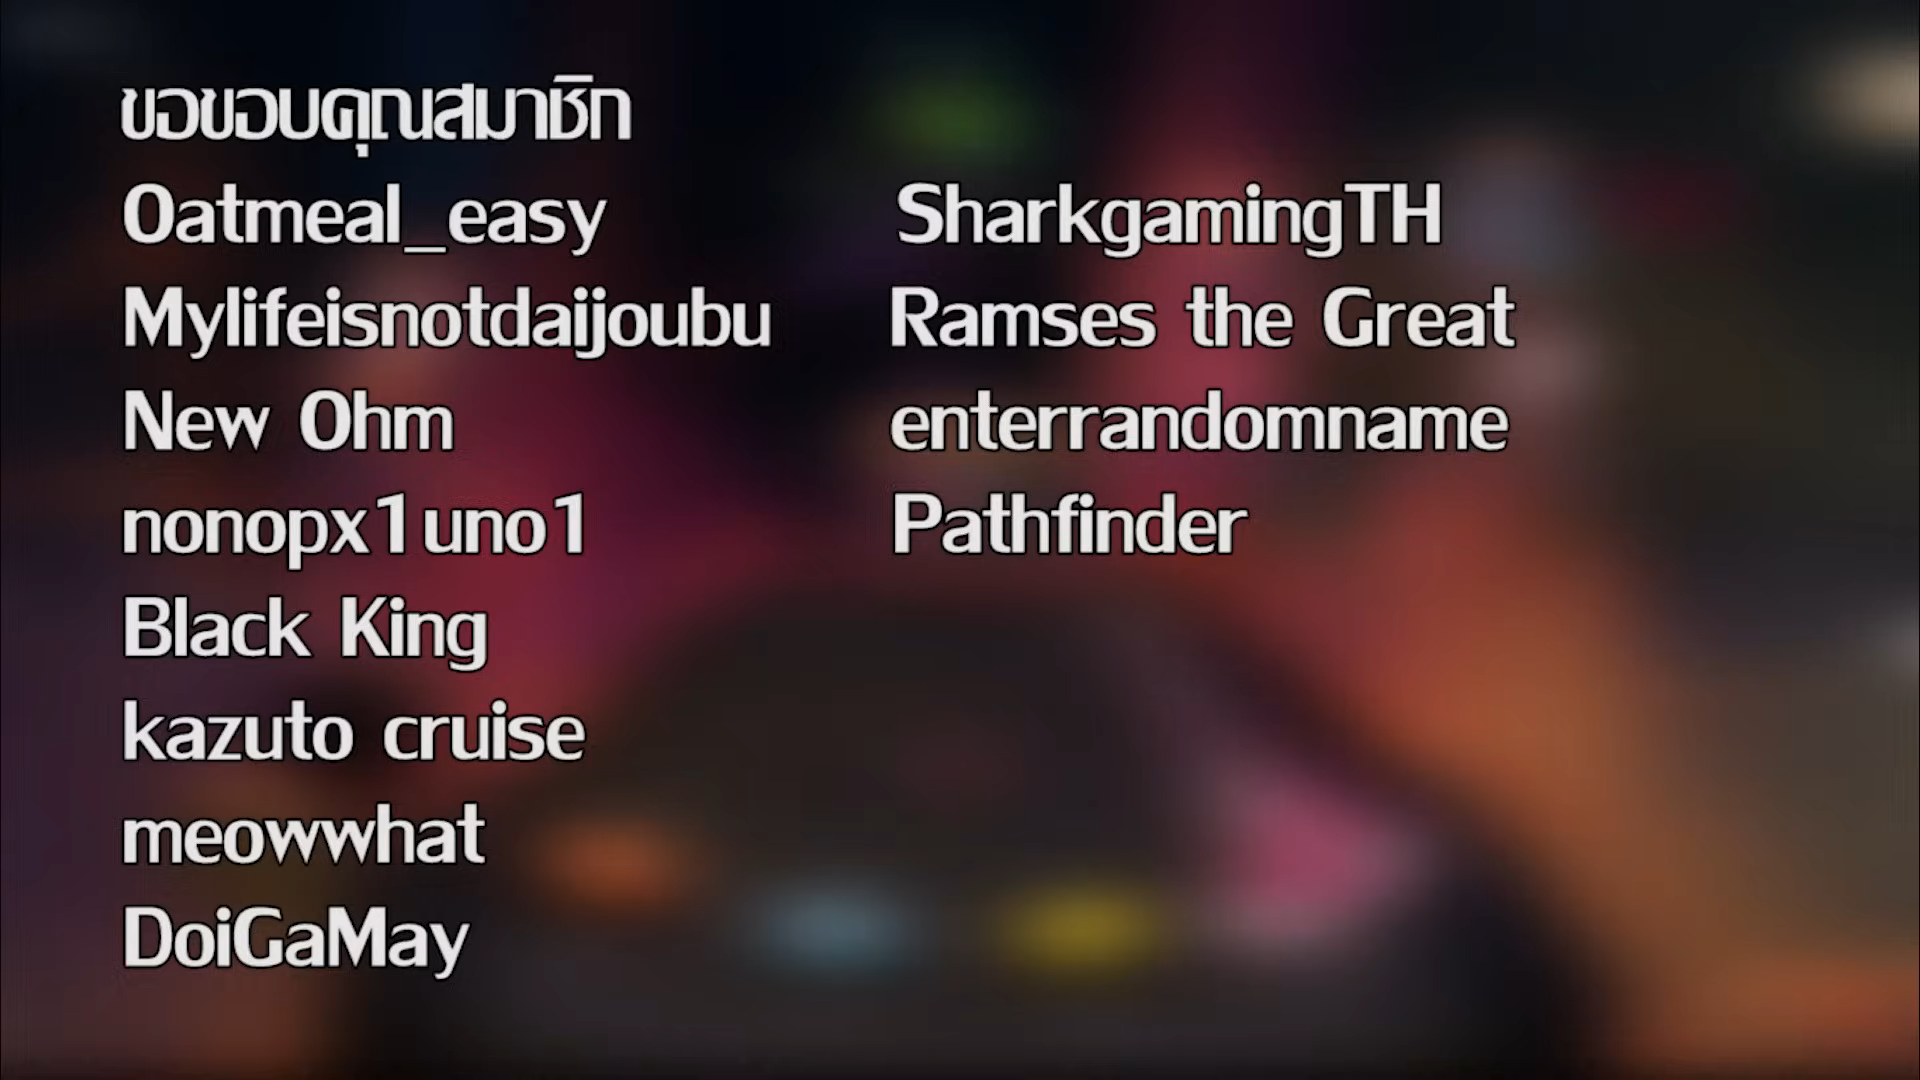 ขอขอบคุณสมาชิก
Oatmeal_easy
Mylifeisnotdaijoubu
New Ohm
nonopx1uno1
Black King
kazuto cruise
meowwhat
DoiGaMay
SharkgamingTH
Ramses the Great
enterrandomname
Pathfinder